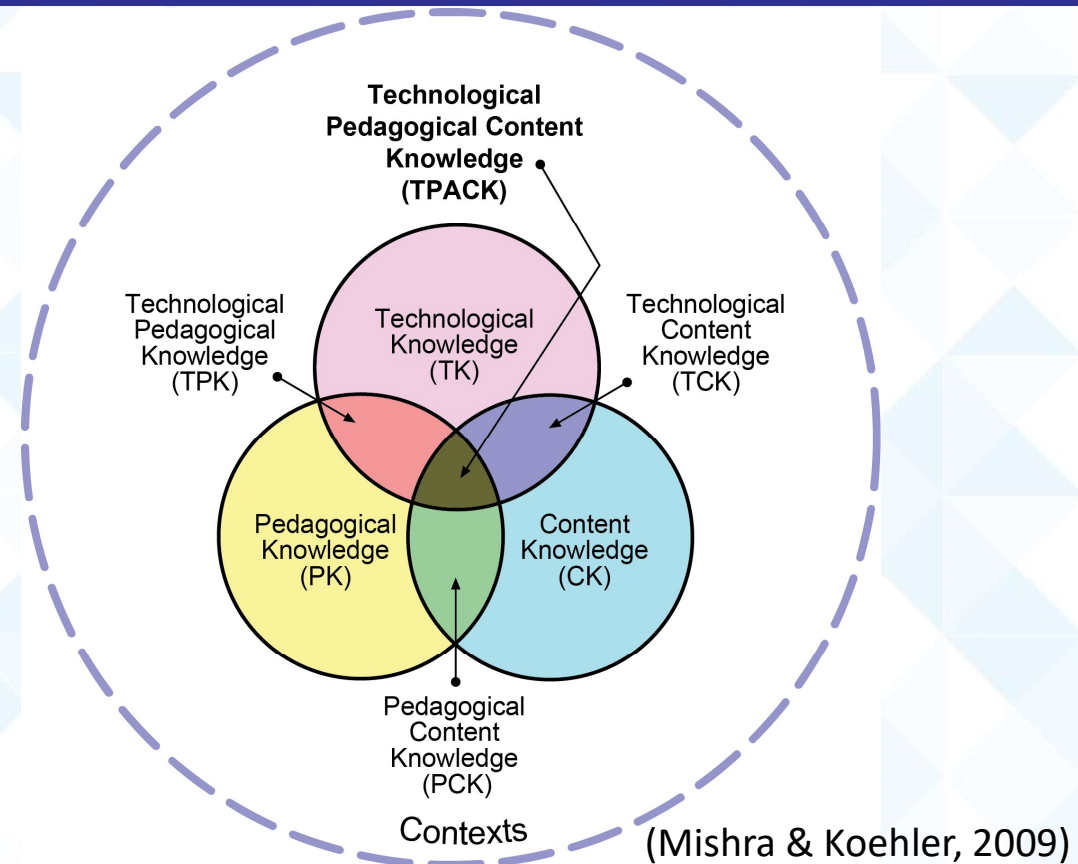 Technological
Pedagogical Content
Knowledge
(TPACK)
Technological
Pedagogical
Knowledge
(TPK)
Technological
Knowledge
(TK)
Technological
Content
Knowledge
(TCK)
Pedagogical
Knowledge
(PK)
Content
Knowledge
(CK)
Pedagogical
Content
Knowledge
(PCK)
Contexts
(Mishra & Koehler, 2009)